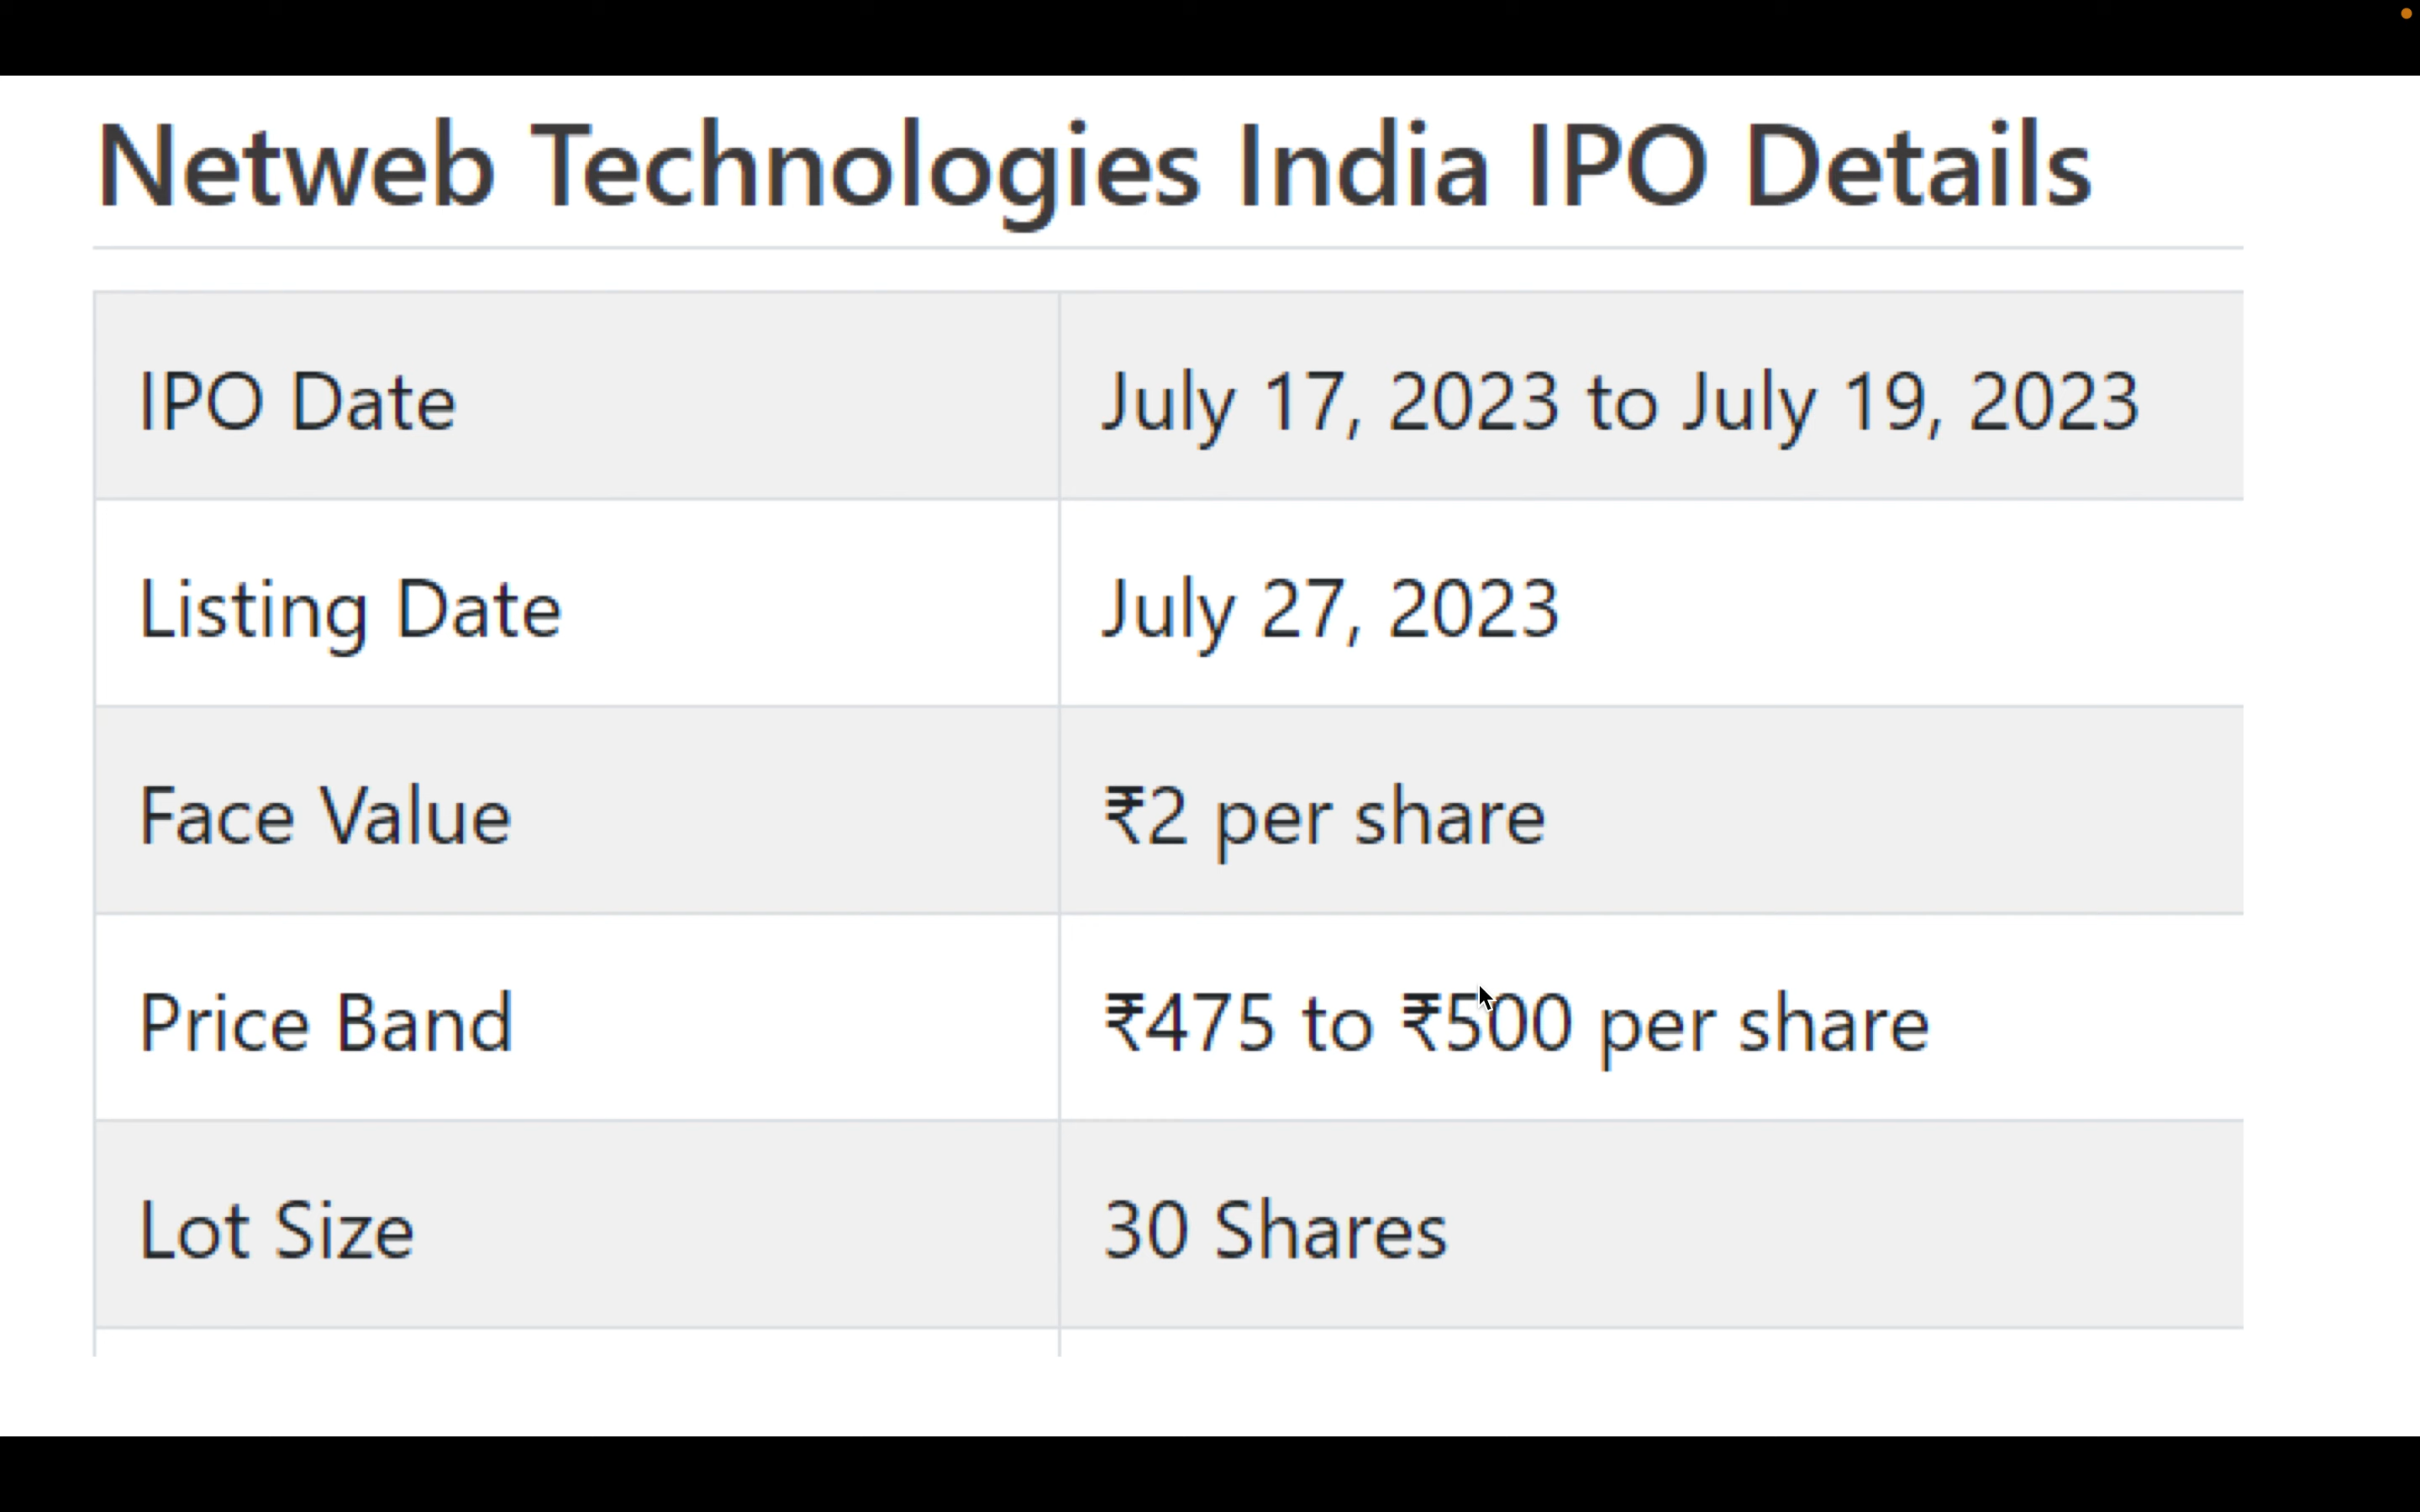 Netweb Technologies India IPO Details
IPO Date July 17, 2023 to July 19, 2023
Listing Date July 27, 2023
Face Value ₹2 per share
Price Band ₹475 to ₹500 per share
Lot Size 30 Shares